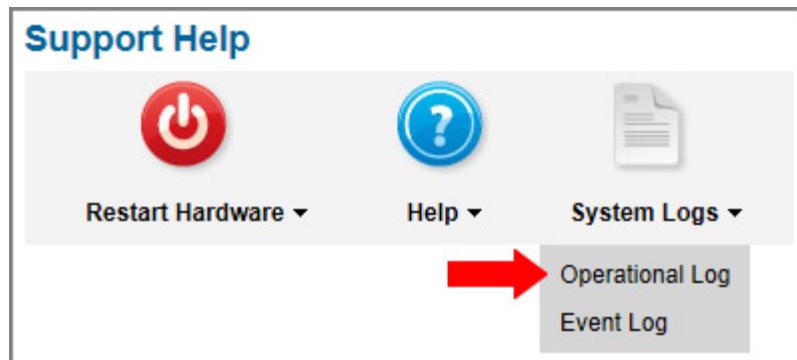 Support Help
Restart Hardware
Help
System Logs
Operational Log
Event Log